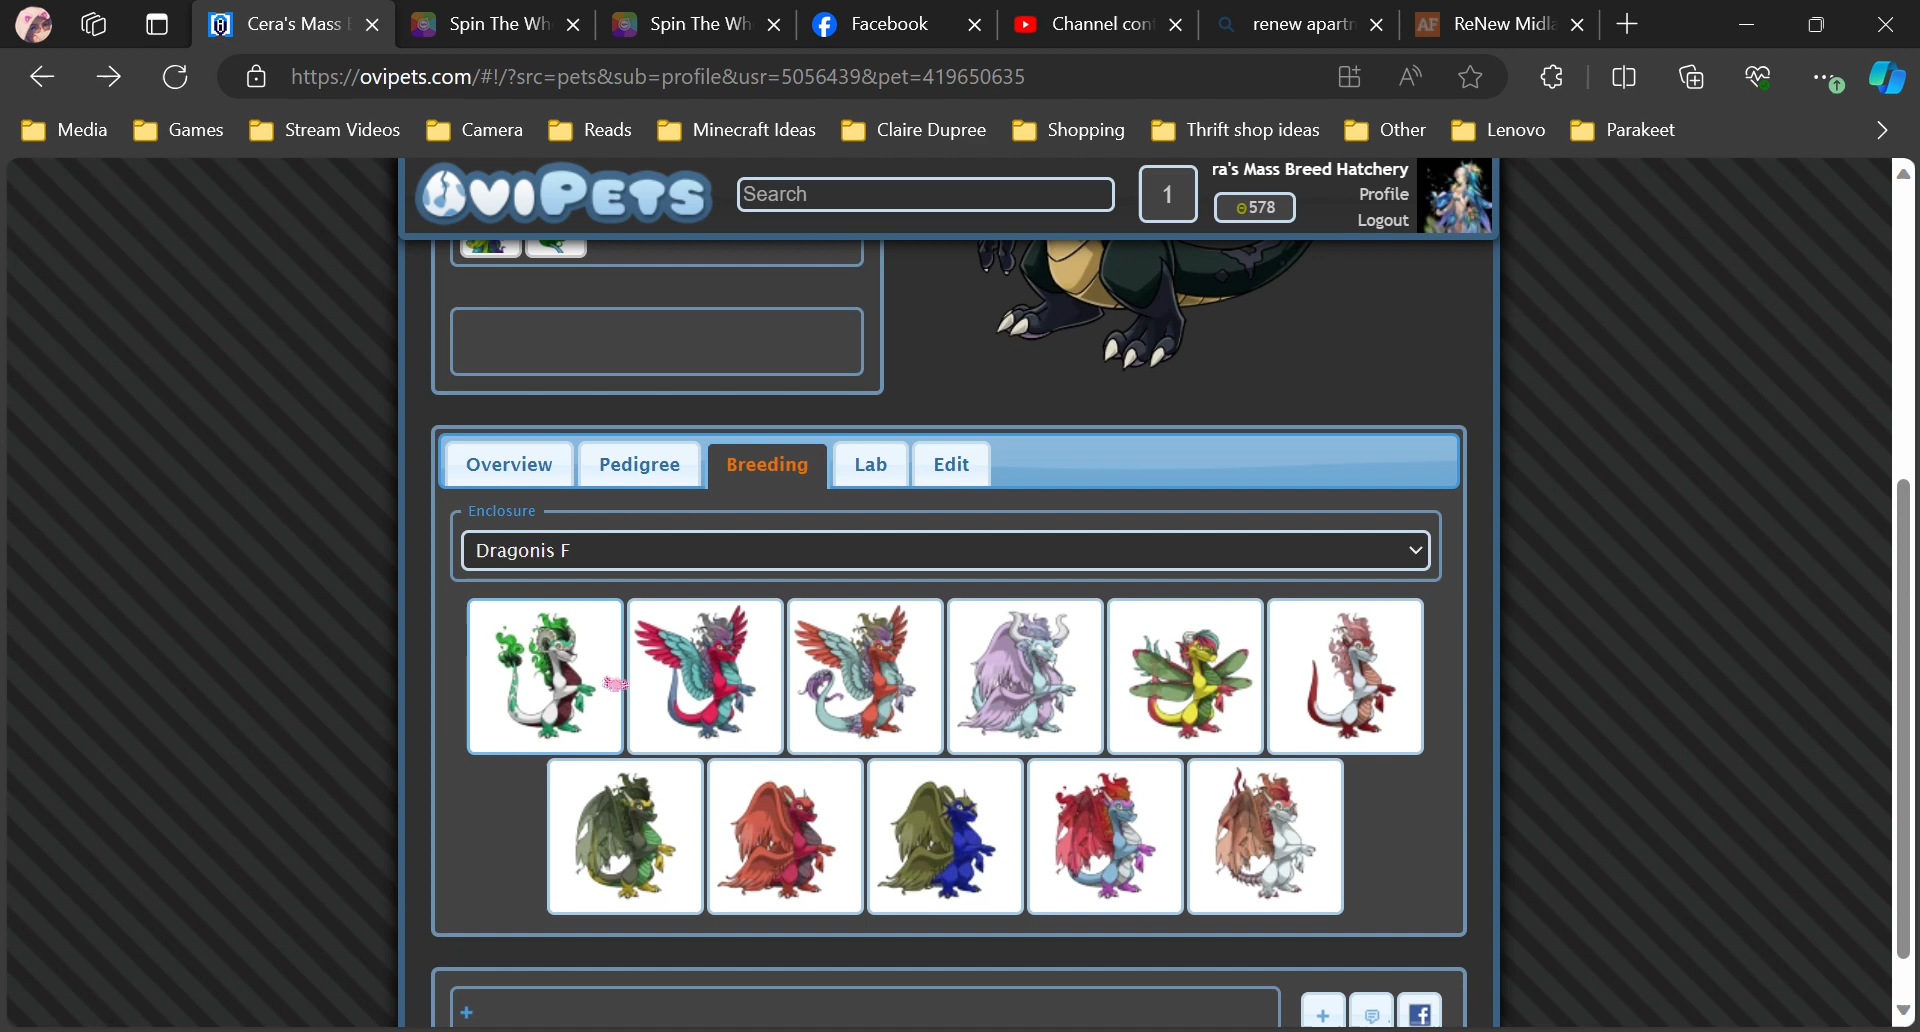 Cera's Mass
Spin The Wh
Spin The Wh
Facebook
Channel con
renew apartn
ReNew Midla
https://ovipets.com/#!/?src=pets&sub=profile&usr=5056439&pet=419650635
Media
Games
Stream Videos
Camera
Reads
Minecraft Ideas
Claire Dupree
Shopping
Thrift shop ideas
Other
Lenovo
Parakeet
OviPets
Search
1
ra's Mass Breed Hatchery
578
Profile
Logout
Overview
Pedigree
Breeding
Lab
Edit
Enclosure
Dragonis F